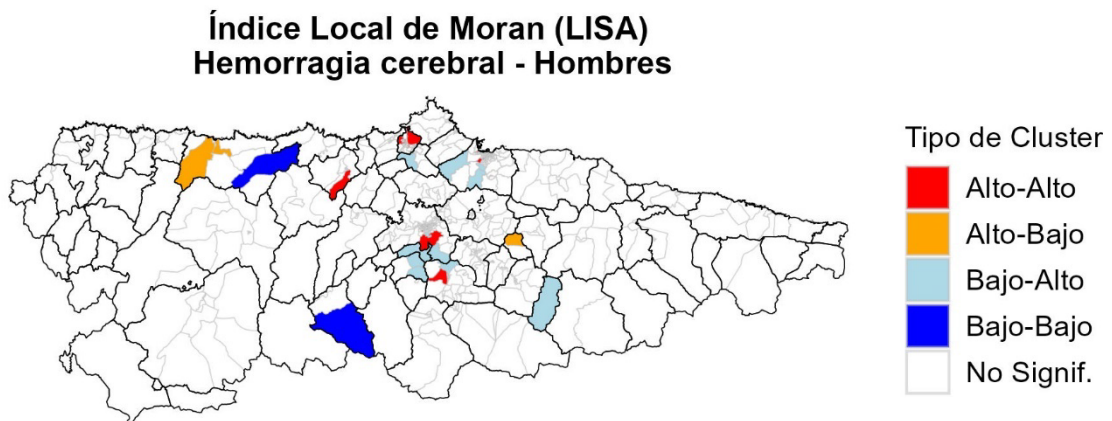 Índice Local de Moran (LISA)
Hemorragia cerebral - Hombres
Tipo de Cluster
Alto-Alto
Alto-Bajo
Bajo-Alto
Bajo-Bajo
No Signif.